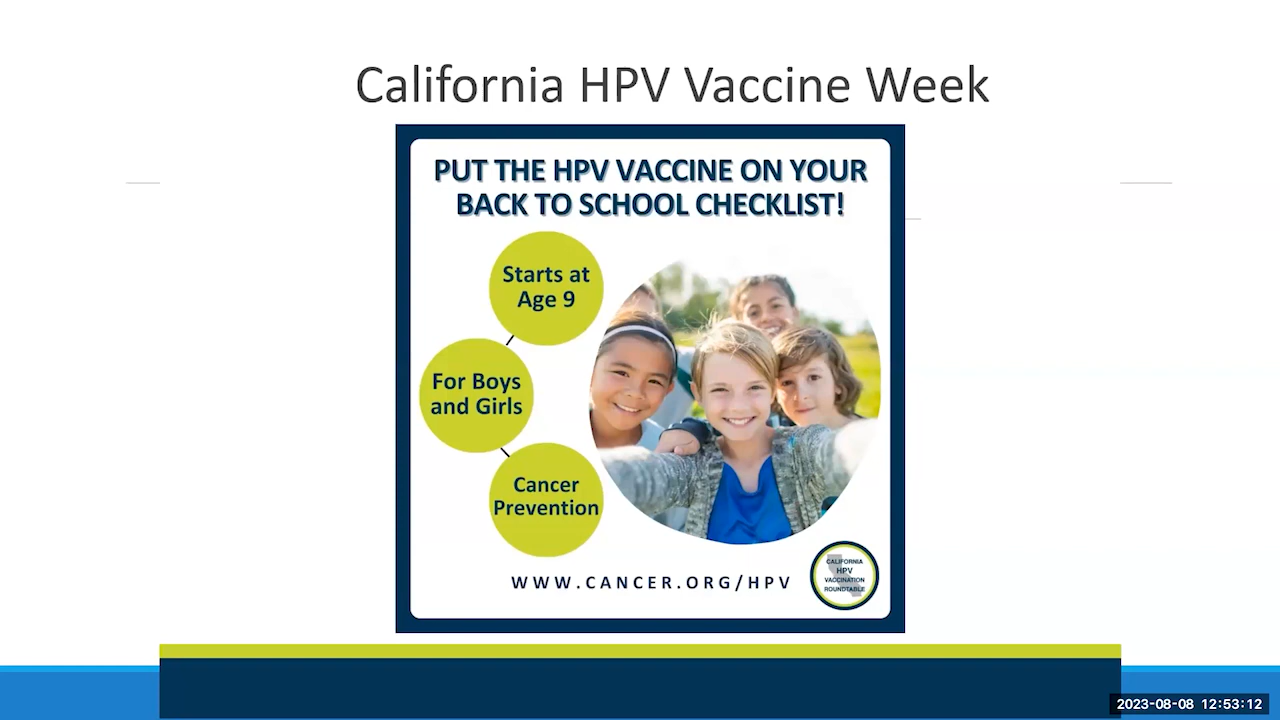 California HPV Vaccine Week
PUT THE HPV VACCINE ON YOUR
BACK TO SCHOOL CHECKLIST!
Starts at
Age 9
For Boys
and Girls
Cancer
Prevention
WWW.CANCER.ORG/HPV
CALIFORNIA
HPV
VACCINATION
ROUNDTABLE
2023-08-08 12:53:12